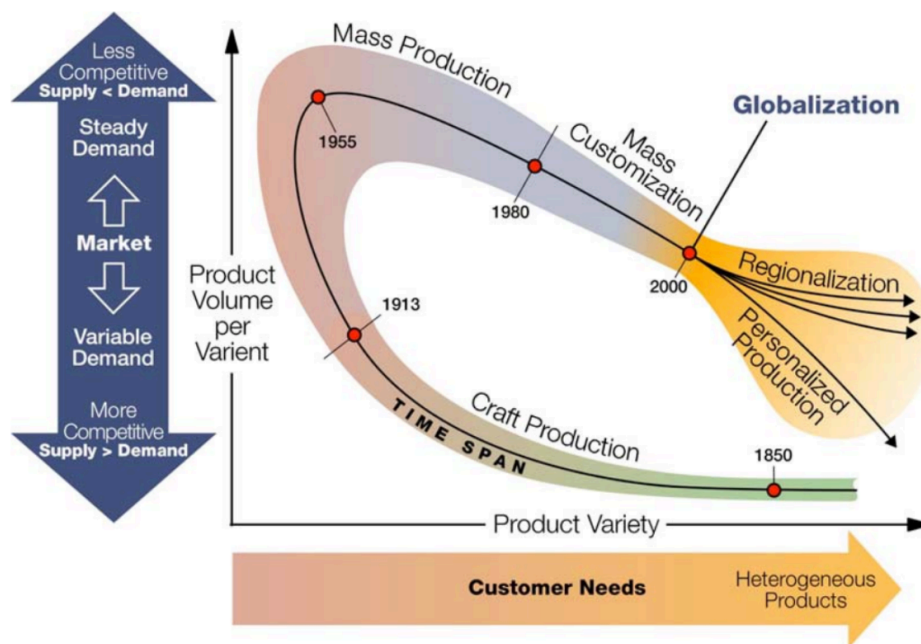 Less
Competitive
Supply < Demand
Steady
Demand
Market
Variable
Demand
More
Competitive
Supply > Demand
Product
Volume
per
Varient
Mass Production
1955
1980
Mass
Customization
Globalization
2000
Regionalization
Personalized
Production
1913
Craft Production
TIME SPAN
1850
Product Variety
Customer Needs
Heterogeneous
Products